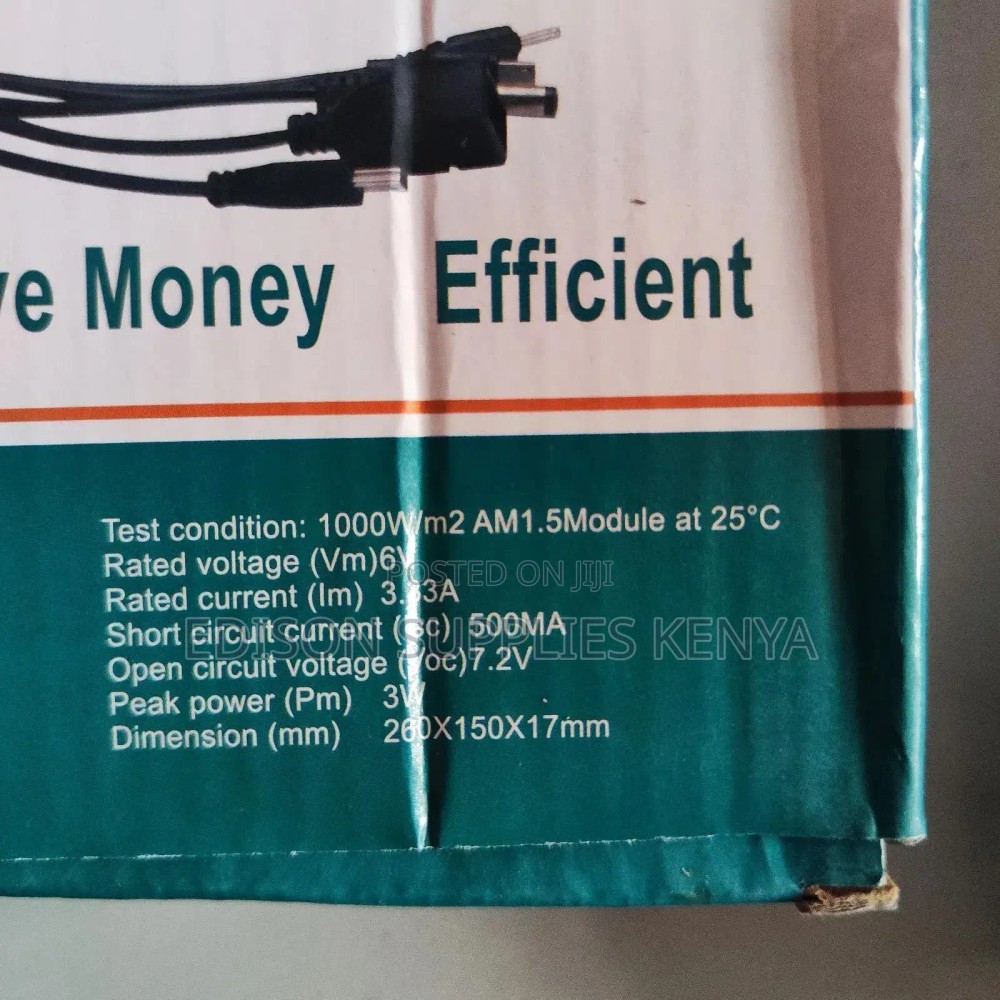 ve Money Efficient
Test condition: 1000W/m2 AM1.5Module at 25°C
Rated voltage (Vm)6V
POSTED ON JIJI
Rated current (Im) 3.33A
Short circuit current (sc) 500MA
EDISON SUPPLIES KENYA
Open circuit voltage (Voc)7.2V
Peak power (Pm) 3W
Dimension (mm) 260X150X17mm